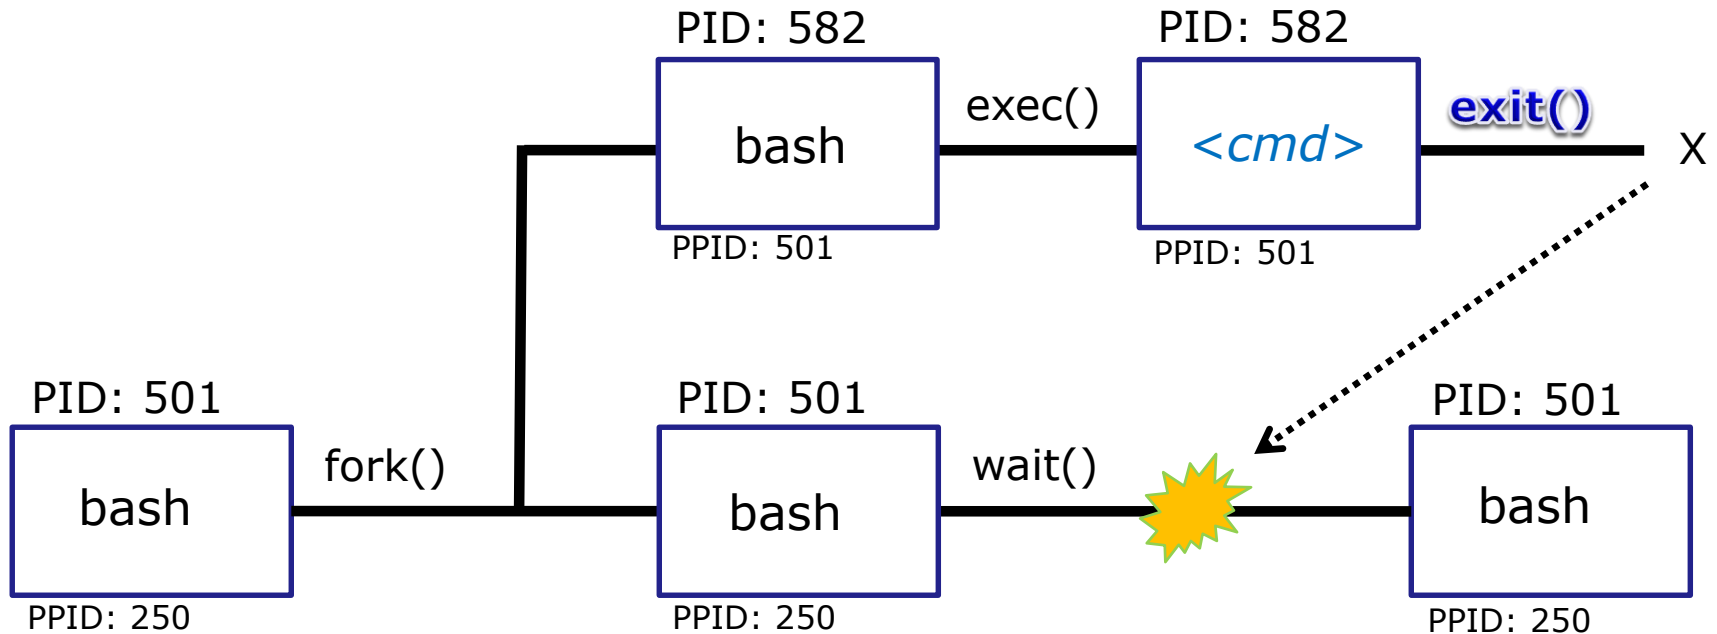 PID: 582
PID: 582
bash
exec()
<cmd>
exit()
X
PPID: 501
PPID: 501
PID: 501
PID: 501
PID: 501
bash
fork()
bash
wait()
bash
PPID: 250
PPID: 250
PPID: 250